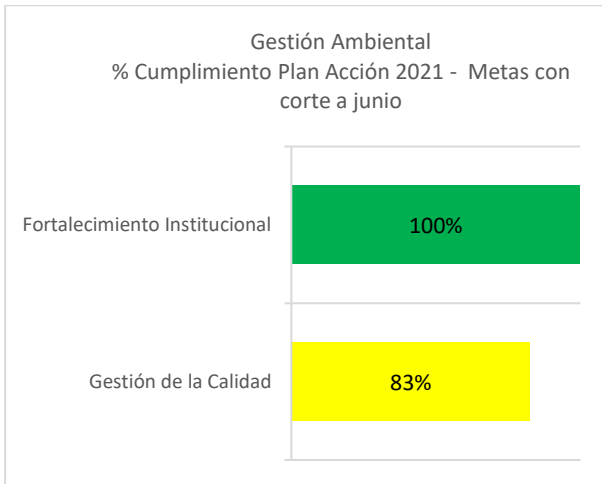 Gestión Ambiental
% Cumplimiento Plan Acción 2021 - Metas con
corte a junio
Fortalecimiento Institucional
100%
Gestión de la Calidad
83%